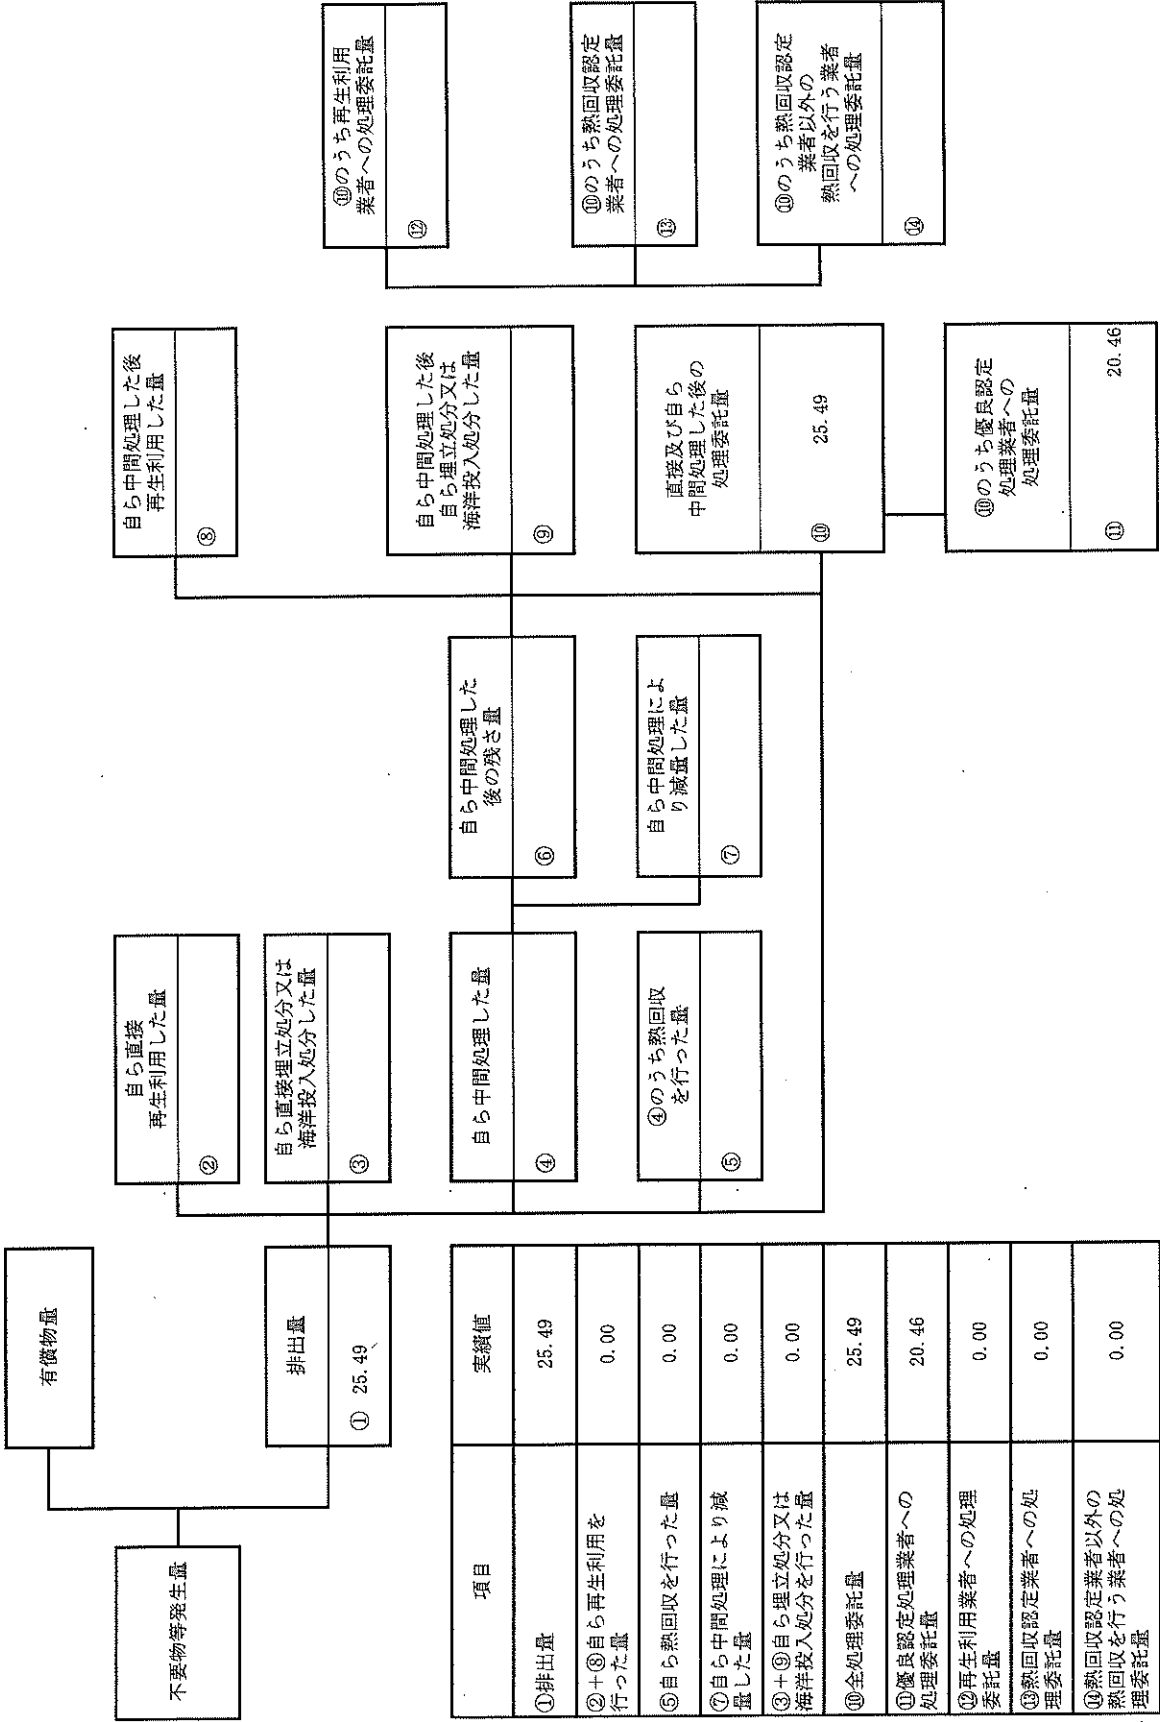 不要物等発生量
有償物量
排出量
① 25.49
自ら直接
再生利用した量
②
自ら直接埋立処分又は
海洋投入処分した量
③
自ら中間処理した量
④
④のうち熱回収
を行った量
⑤
自ら中間処理した
後の残さ量
⑥
自ら中間処理によ
り減量した量
⑦
自ら中間処理した後
再生利用した量
⑧
自ら中間処理した後
自ら埋立処分又は
海洋投入処分した量
⑨
直接及び自ら
中間処理した後の
処理委託量
⑩ 25.49
⑩のうち優良認定
処理業者への
処理委託量
⑪ 20.46
⑩のうち再生利用
業者への処理委託量
⑫
⑩のうち熱回収認定
業者への処理委託量
⑬
⑩のうち熱回収認定
業者以外の
熱回収を行う業者
への処理委託量
⑭
項目 実績値
①排出量 25.49
②+⑧自ら再生利用を
行った量 0.00
⑤自ら熱回収を行った量 0.00
⑦自ら中間処理により減
量した量 0.00
③+⑨自ら埋立処分又は
海洋投入処分を行った量 0.00
⑩全処理委託量 25.49
⑪優良認定処理業者への
処理委託量 20.46
⑫再生利用業者への処理
委託量 0.00
⑬熱回収認定業者への処
理委託量 0.00
⑭熱回収認定業者以外の
熱回収を行う業者への処
理委託量 0.00